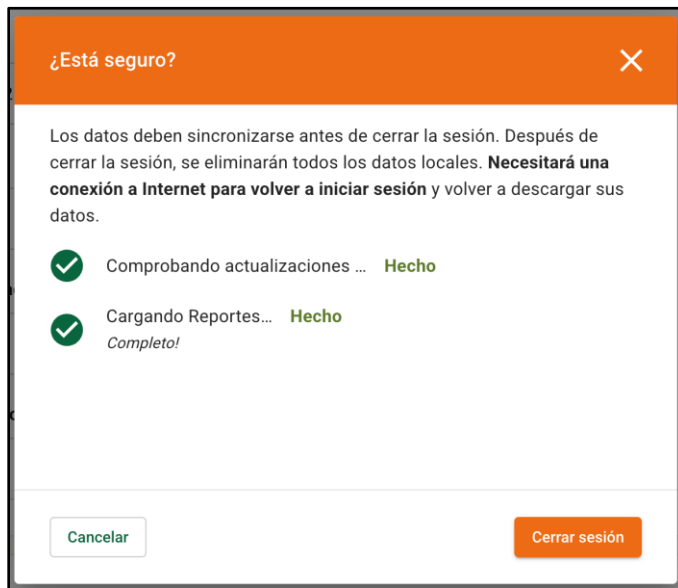 ¿Está seguro?
Los datos deben sincronizarse antes de cerrar la sesión. Después de
cerrar la sesión, se eliminarán todos los datos locales. Necesitará una
conexión a Internet para volver a iniciar sesión y volver a descargar sus
datos.
Comprobando actualizaciones ... Hecho
Cargando Reportes... Hecho
Completo!
Cancelar
Cerrar sesión